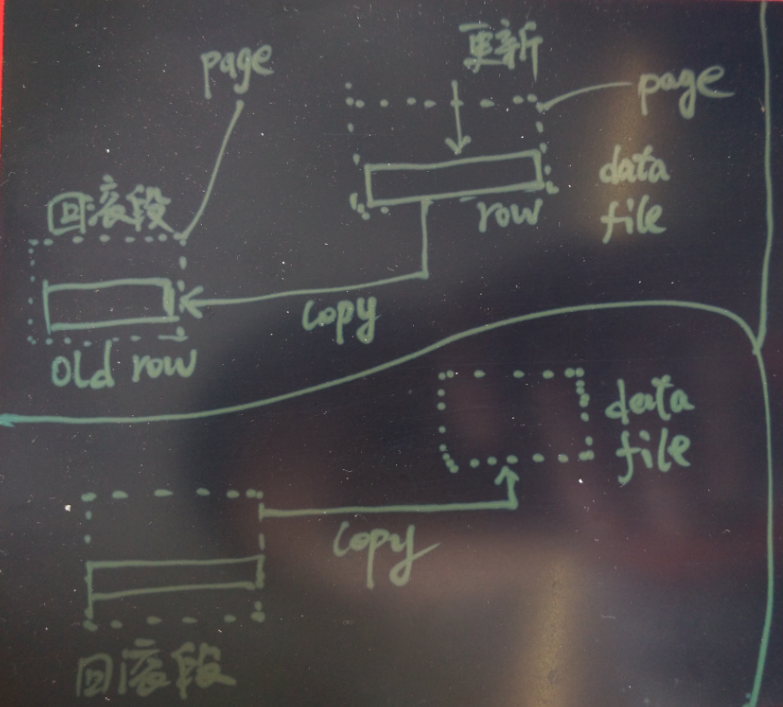 page
更新
page
data
file
回滚段
row
copy
old row
data
file
copy
回滚段